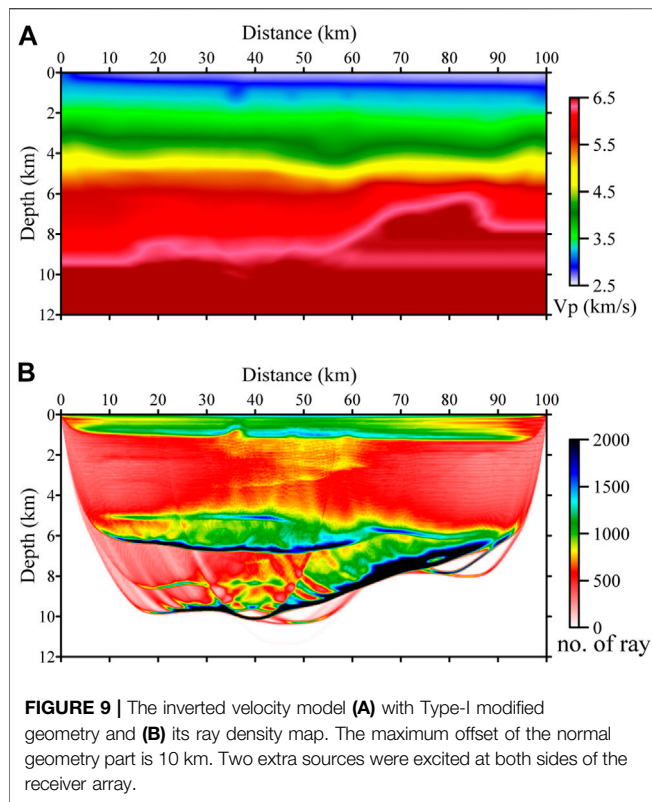 A
Distance (km)
0 10 20 30 40 50 60 70 80 90 100
Depth (km)
0
2
4
6
8
10
12
6.5
5.5
4.5
3.5
2.5
Vp (km/s)
B
Distance (km)
0 10 20 30 40 50 60 70 80 90 100
Depth (km)
0
2
4
6
8
10
12
2000
1500
1000
500
0
no. of ray
FIGURE 9 | The inverted velocity model (A) with Type-I modified
geometry and (B) its ray density map. The maximum offset of the normal
geometry part is 10 km. Two extra sources were excited at both sides of the
receiver array.